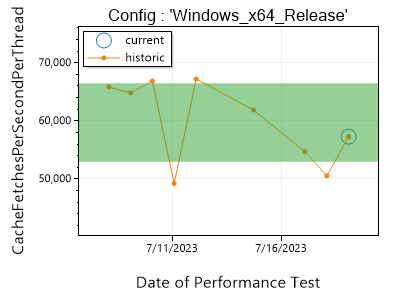 Config : 'Windows_x64_Release'
current
historic
CacheFetchesPerSecondPerThread
70,000
60,000
50,000
7/11/2023
7/16/2023
Date of Performance Test